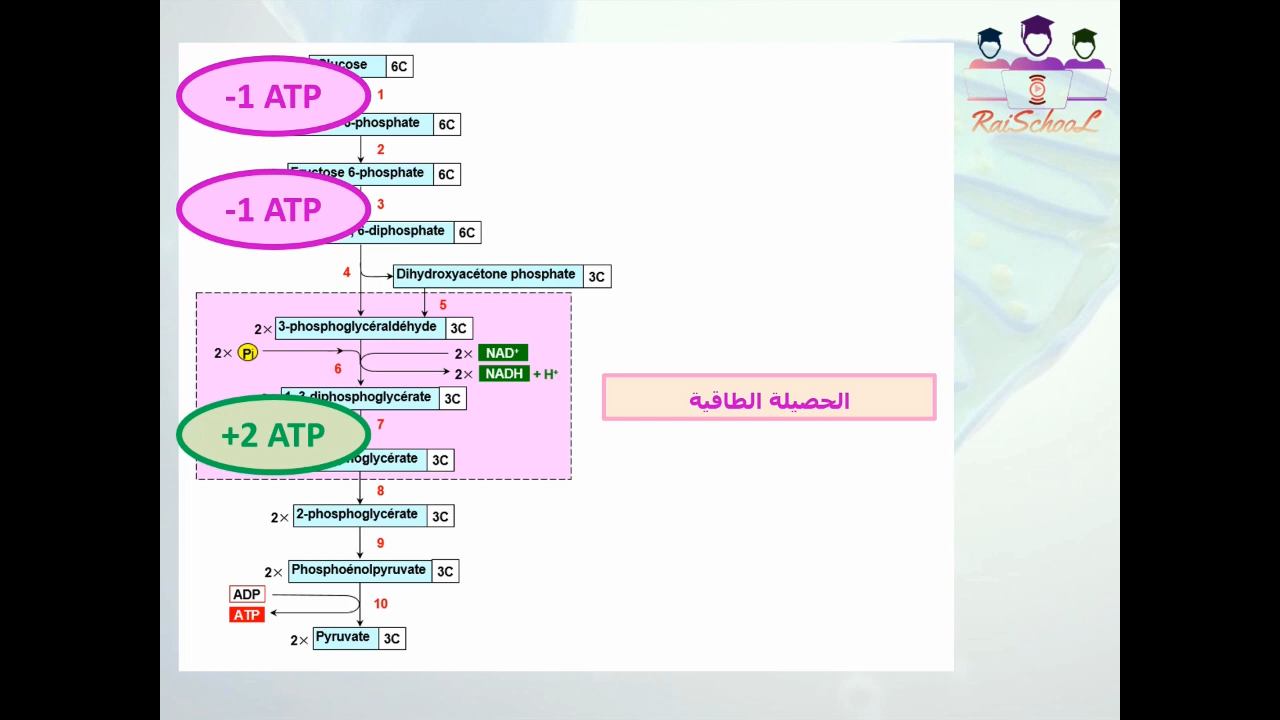 6C
-1 ATP
1
6-phosphate 6C
2
Fructose 6-phosphate 6C
-1 ATP
3
6-diphosphate 6C
4
Dihydroxyacétone phosphate 3C
5
2× 3-phosphoglycéraldéhyde 3C
2× Pi
2× NAD⁺
6
2× NADH + H⁺
1, 3-diphosphoglycérate 3C
+2 ATP
7
3C
8
2× 2-phosphoglycérate 3C
9
2× Phosphoénolpyruvate 3C
ADP
ATP
10
2× Pyruvate 3C
الحصيلة الطاقية
RaiSchooL